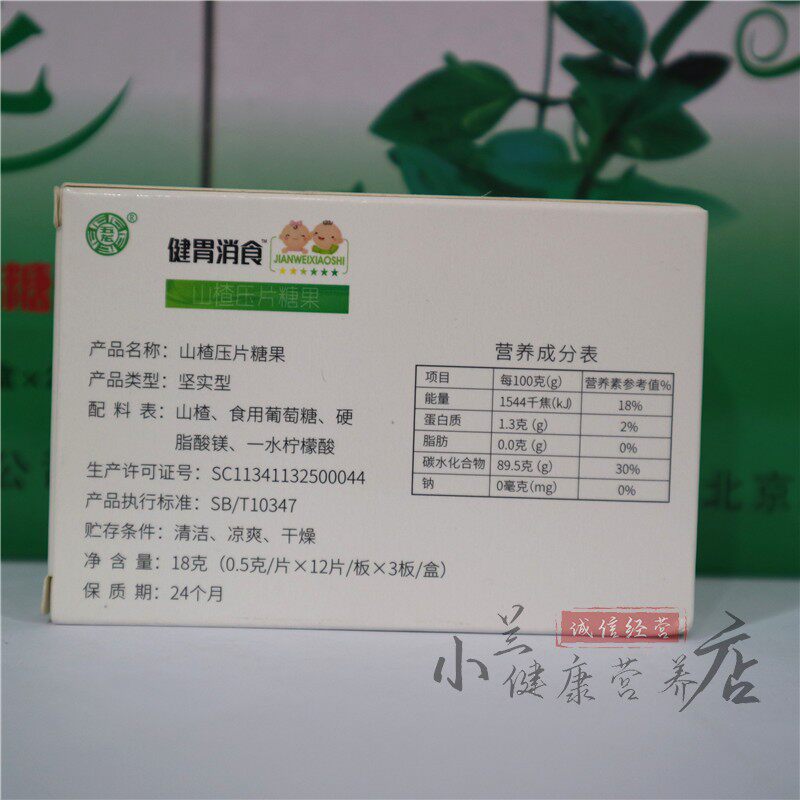 健胃消食™
JIANWEIXIAOSHI
山楂压片糖果
产品名称：山楂压片糖果
产品类型：坚实型
配 料 表：山楂、食用葡萄糖、硬
脂酸镁、一水柠檬酸
生产许可证号：SC11341132500044
产品执行标准：SB/T10347
贮存条件：清洁、凉爽、干燥
净 含 量：18克（0.5克/片×12片/板×3板/盒）
保 质 期：24个月
营养成分表
项目 每100克(g) 营养素参考值%
能量 1544千焦(kJ) 18%
蛋白质 1.3克 (g) 2%
脂肪 0.0克 (g) 0%
碳水化合物 89.5克 (g) 30%
钠 0毫克(mg) 0%
糖
公司
北京
诚信经营
小兰健康营养店